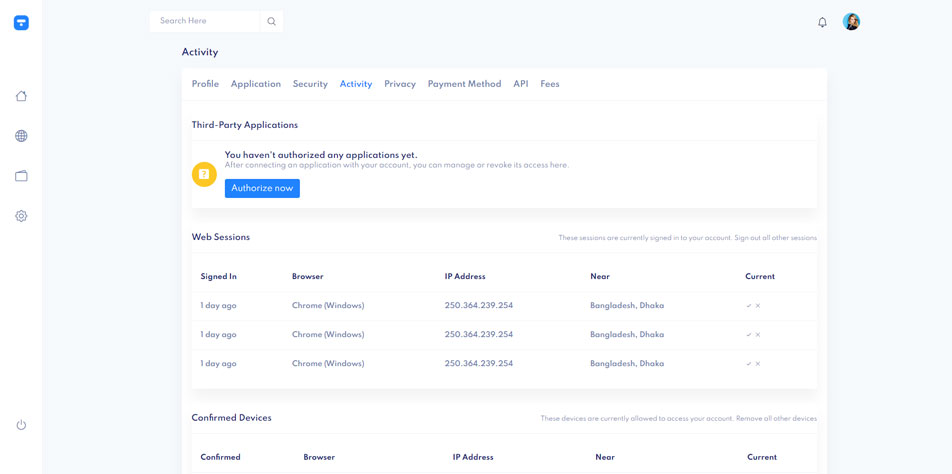 Search Here
Activity
Profile Application Security Activity Privacy Payment Method API Fees
Third-Party Applications
You haven't authorized any applications yet.
After connecting an application with your account, you can manage or revoke its access here.
Authorize now
Web Sessions These sessions are currently signed in to your account. Sign out all other sessions
Signed In Browser IP Address Near Current
1 day ago Chrome (Windows) 250.364.239.254 Bangladesh, Dhaka
1 day ago Chrome (Windows) 250.364.239.254 Bangladesh, Dhaka
1 day ago Chrome (Windows) 250.364.239.254 Bangladesh, Dhaka
Confirmed Devices These devices are currently allowed to access your account. Remove all other devices
Confirmed Browser IP Address Near Current